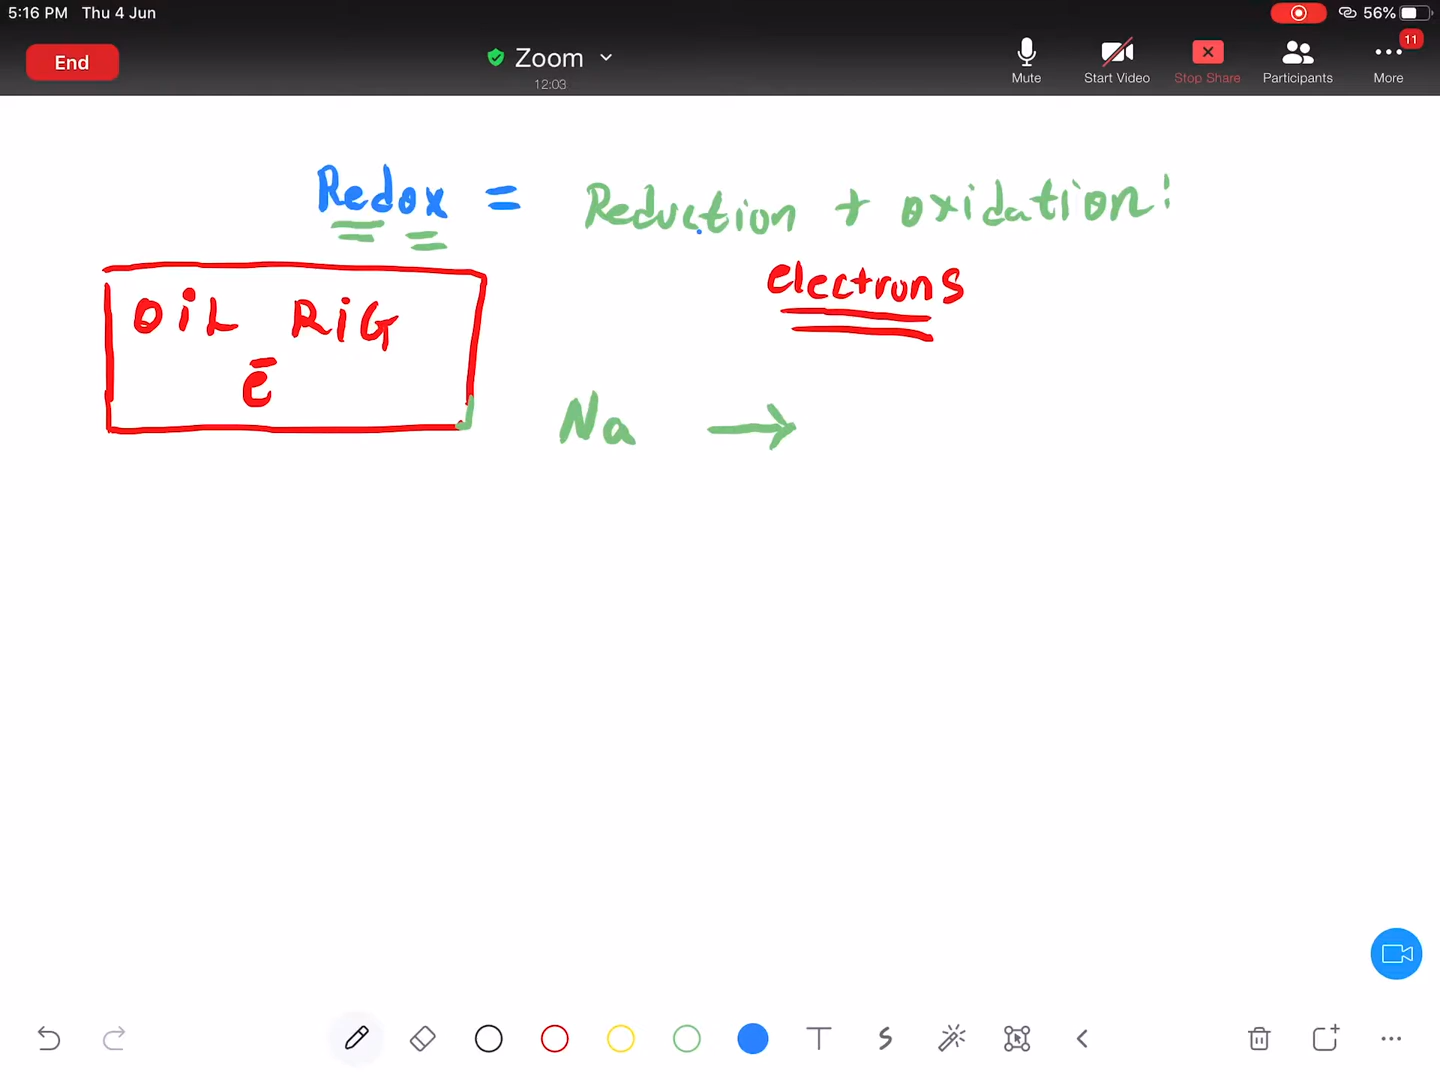 5:16 PM Thu 4 Jun
56%
End
Zoom
12:03
Mute
Start Video
Stop Share
Participants
More
11
Redox = Reduction + oxidation:
OiL RiG
electrons
e̅
Na →
T